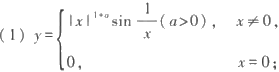 (1) y = { |x|^{1+a} sin 1/x (a>0), x≠0,
0, x=0;